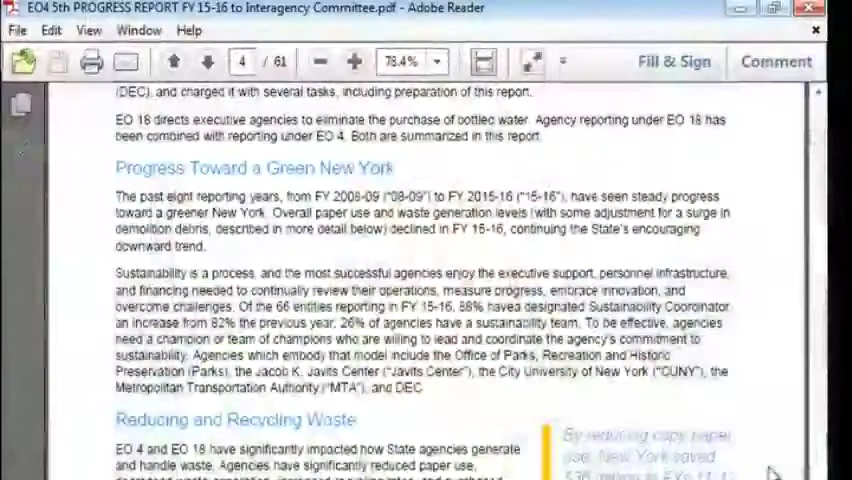 EO4 5th PROGRESS REPORT FY 15-16 to Interagency Committee.pdf - Adobe Reader
File Edit View Window Help
4 / 61 78.4% Fill & Sign Comment
(DEC), and charged it with several tasks, including preparation of this report.
EO 18 directs executive agencies to eliminate the purchase of bottled water. Agency reporting under EO 18 has
been combined with reporting under EO 4. Both are summarized in this report.
Progress Toward a Green New York
The past eight reporting years, from FY 2008-09 ("08-09") to FY 2015-16 ("15-16"), have seen steady progress
toward a greener New York. Overall paper use and waste generation levels (with some adjustment for a surge in
demolition debris, described in more detail below) declined in FY 15-16, continuing the State's encouraging
downward trend.
Sustainability is a process, and the most successful agencies enjoy the executive support, personnel infrastructure,
and financing needed to continually review their operations, measure progress, embrace innovation, and
overcome challenges. Of the 66 entities reporting in FY 15-16, 88% havea designated Sustainability Coordinator
an increase from 82% the previous year. 26% of agencies have a sustainability team. To be effective, agencies
need a champion or team of champions who are willing to lead and coordinate the agency's commitment to
sustainability. Agencies which embody that model include the Office of Parks, Recreation and Historic
Preservation (Parks), the Jacob K. Javits Center ("Javits Center"), the City University of New York ("CUNY"), the
Metropolitan Transportation Authority ("MTA"), and DEC
Reducing and Recycling Waste
EO 4 and EO 18 have significantly impacted how State agencies generate
and handle waste. Agencies have significantly reduced paper use,
By reducing copy paper
use, New York saved